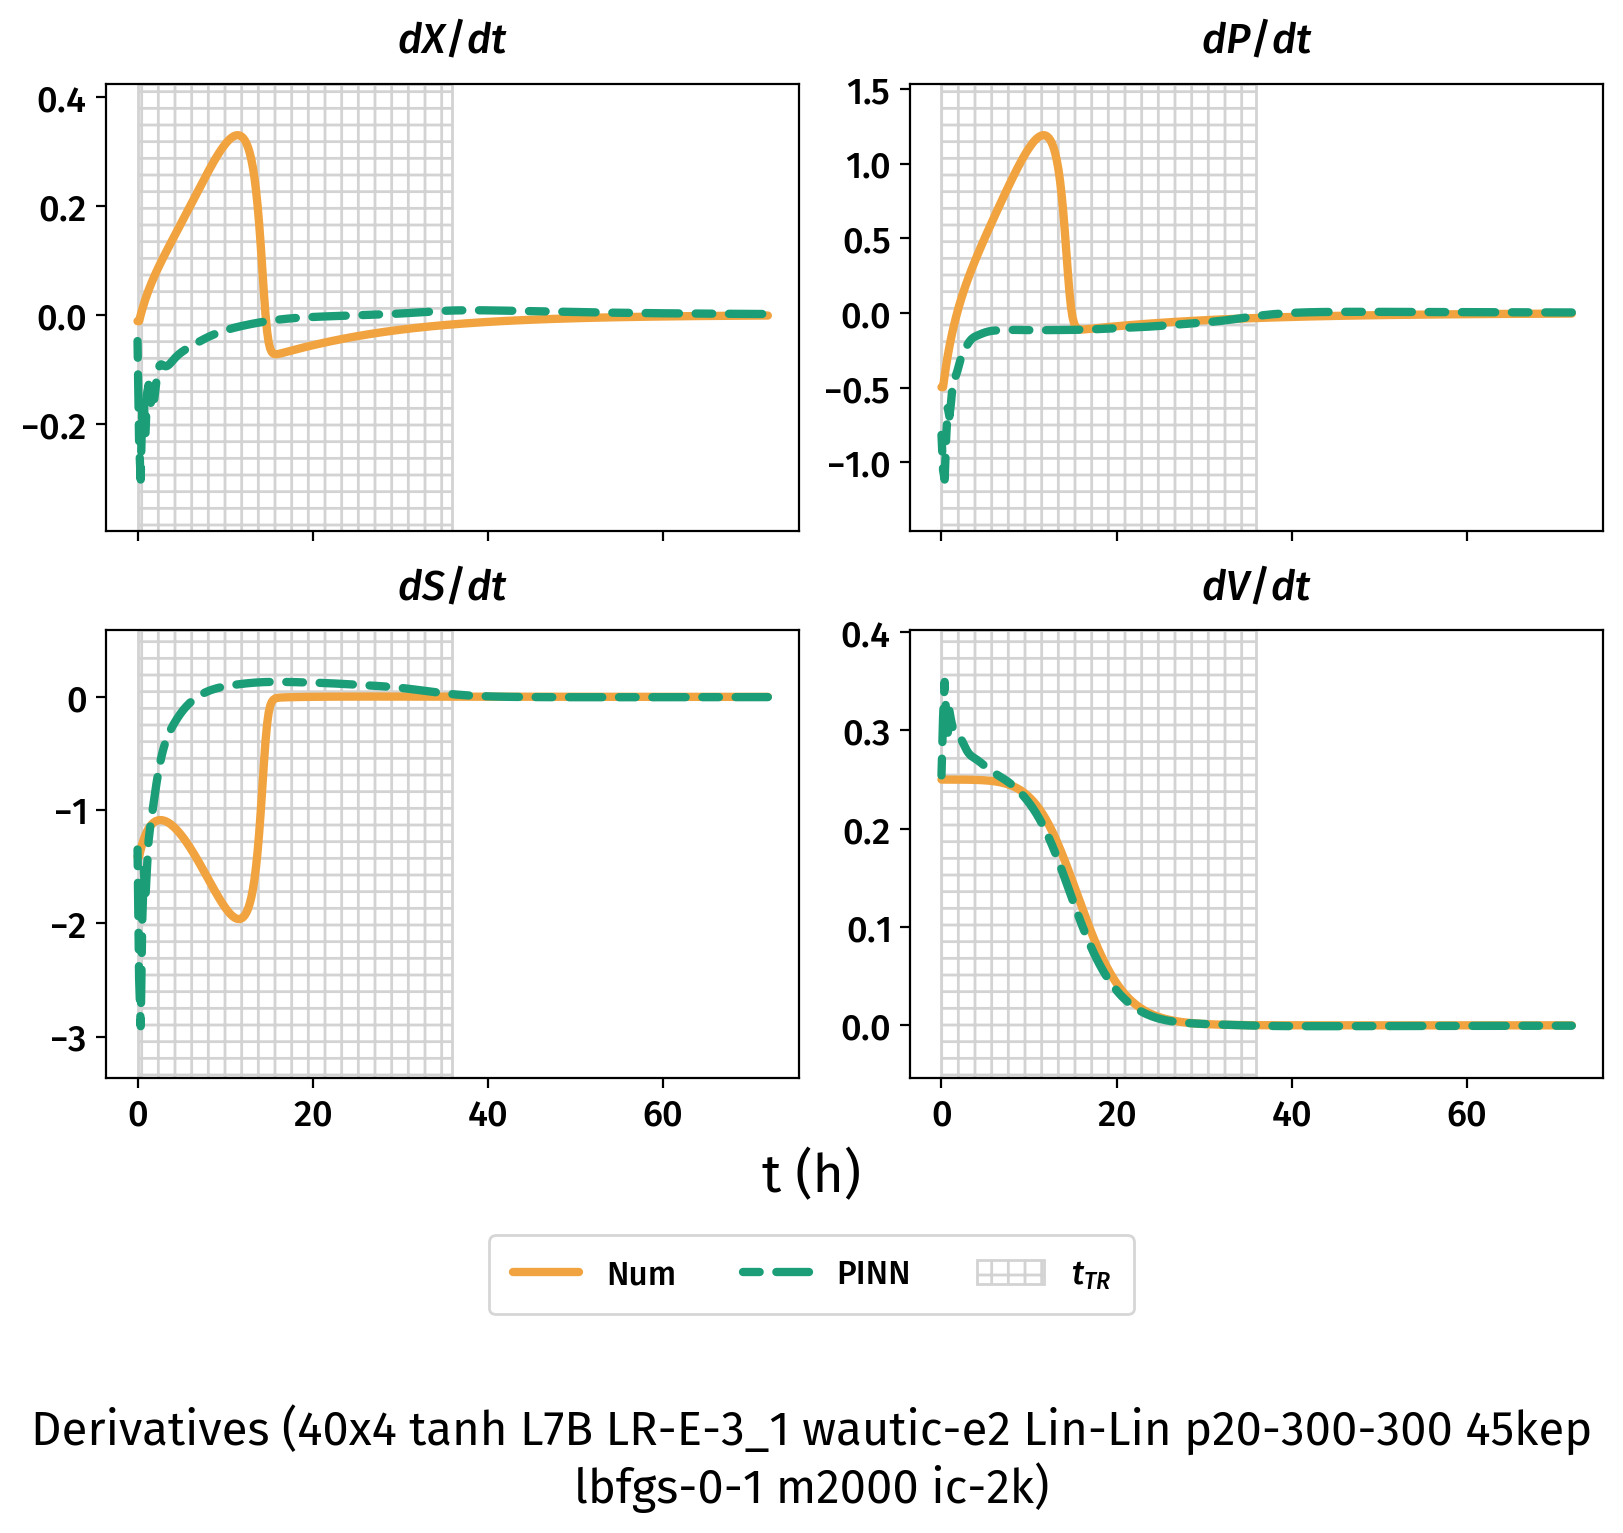 dX/dt
dP/dt
0.4
0.2
0.0
−0.2
1.5
1.0
0.5
0.0
−0.5
−1.0
dS/dt
dV/dt
0
−1
−2
−3
0.4
0.3
0.2
0.1
0.0
0 20 40 60
0 20 40 60
t (h)
Num PINN tTR
Derivatives (40x4 tanh L7B LR-E-3_1 wautic-e2 Lin-Lin p20-300-300 45kep
lbfgs-0-1 m2000 ic-2k)